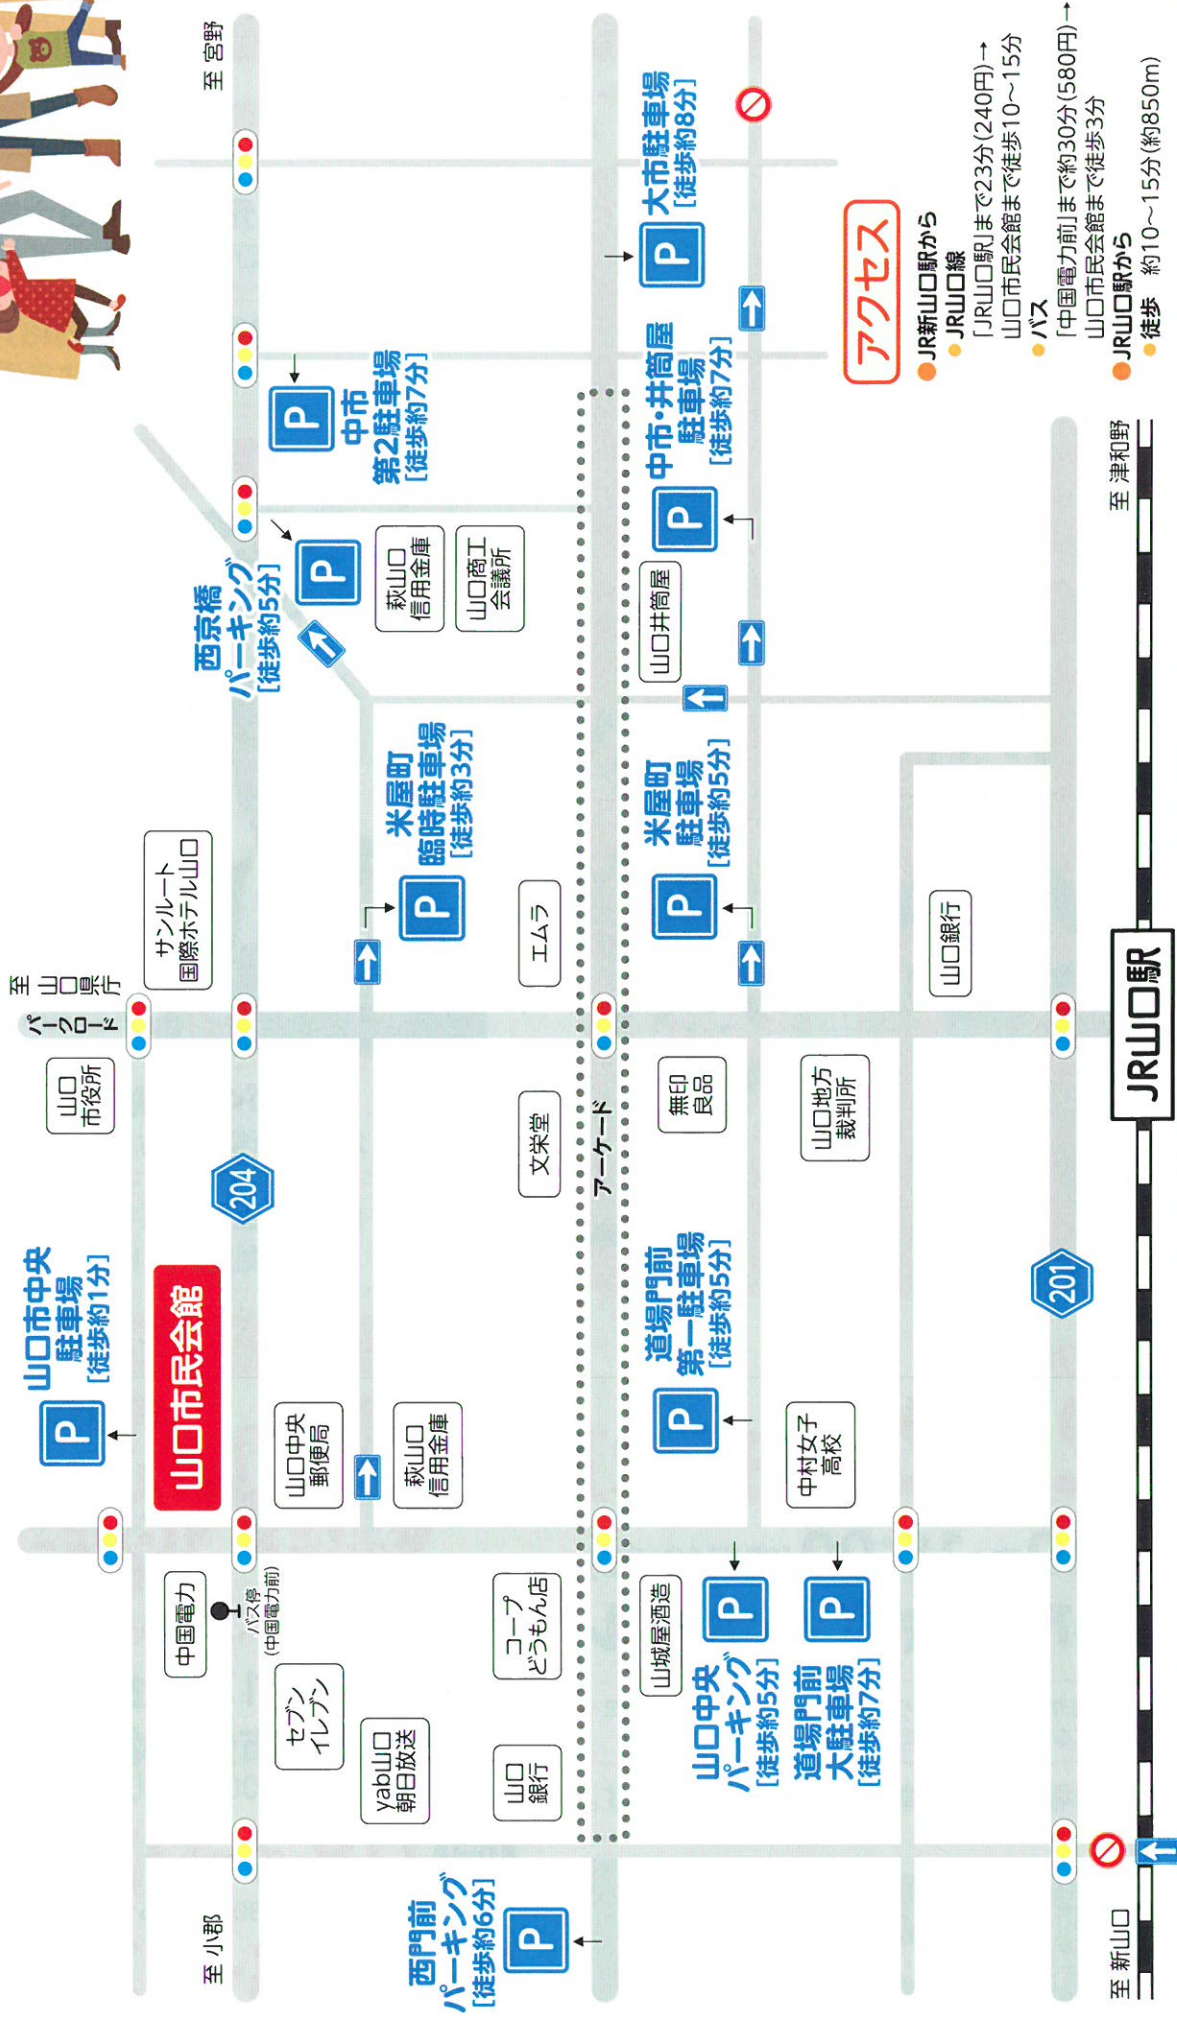 至 小郡
至 宮野
至
山口県庁
パークロード
山口
市役所
サンルート
国際ホテル山口
山口市中央
駐車場
[徒歩約1分]
P
山口市民会館
204
中国電力
バス停
(中国電力前)
セブン
イレブン
yab山口
朝日放送
山口
銀行
コープ
どうもん店
山口中央
郵便局
萩山口
信用金庫
西門前
パーキング
[徒歩約6分]
P
西京橋
パーキング
[徒歩約5分]
P
中市
第2駐車場
[徒歩約7分]
P
萩山口
信用金庫
山口商工
会議所
米屋町
臨時駐車場
[徒歩約3分]
P
エムラ
文栄堂
アーケード
無印
良品
山口地方
裁判所
道場門前
第一駐車場
[徒歩約5分]
P
中村女子
高校
山城屋酒造
山口中央
パーキング
[徒歩約5分]
P
道場門前
大駐車場
[徒歩約7分]
P
米屋町
駐車場
[徒歩約5分]
P
山口井筒屋
中市・井筒屋
駐車場
[徒歩約7分]
P
大市駐車場
[徒歩約8分]
P
山口銀行
201
至 新山口
JR山口駅
至 津和野
アクセス
●JR新山口駅から
●JR山口線
「JR山口駅」まで23分(240円)→
山口市民会館まで徒歩10〜15分
●バス
「中国電力前」まで約30分(580円)→
山口市民会館まで徒歩3分
●JR山口駅から
●徒歩 約10〜15分(約850m)